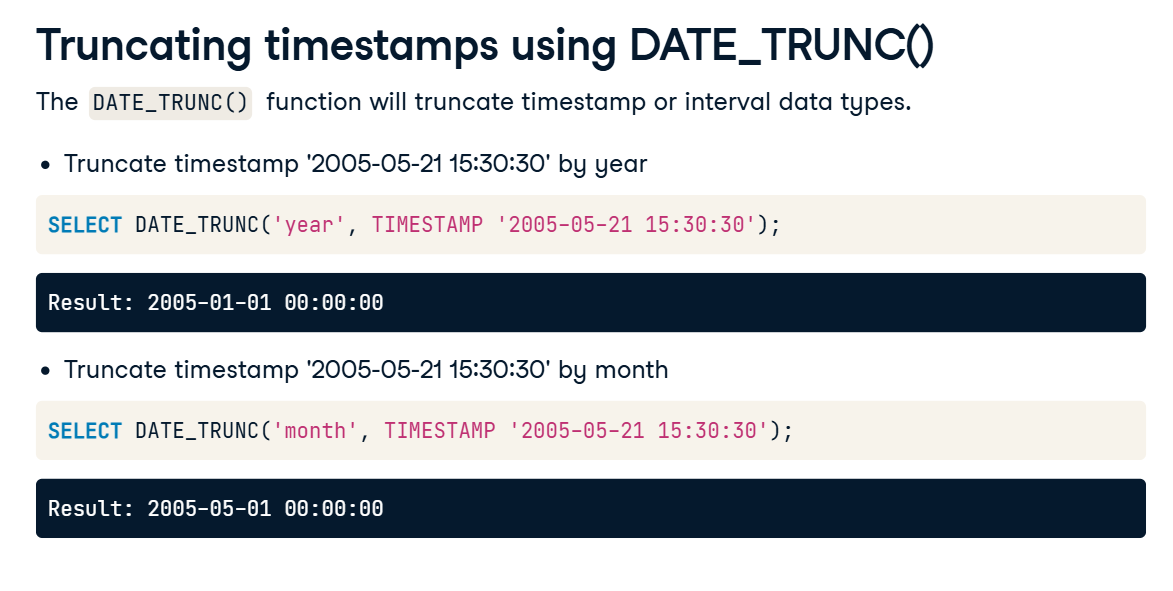 Truncating timestamps using DATE_TRUNC()
The DATE_TRUNC() function will truncate timestamp or interval data types.
• Truncate timestamp '2005-05-21 15:30:30' by year
SELECT DATE_TRUNC('year', TIMESTAMP '2005-05-21 15:30:30');
Result: 2005-01-01 00:00:00
• Truncate timestamp '2005-05-21 15:30:30' by month
SELECT DATE_TRUNC('month', TIMESTAMP '2005-05-21 15:30:30');
Result: 2005-05-01 00:00:00